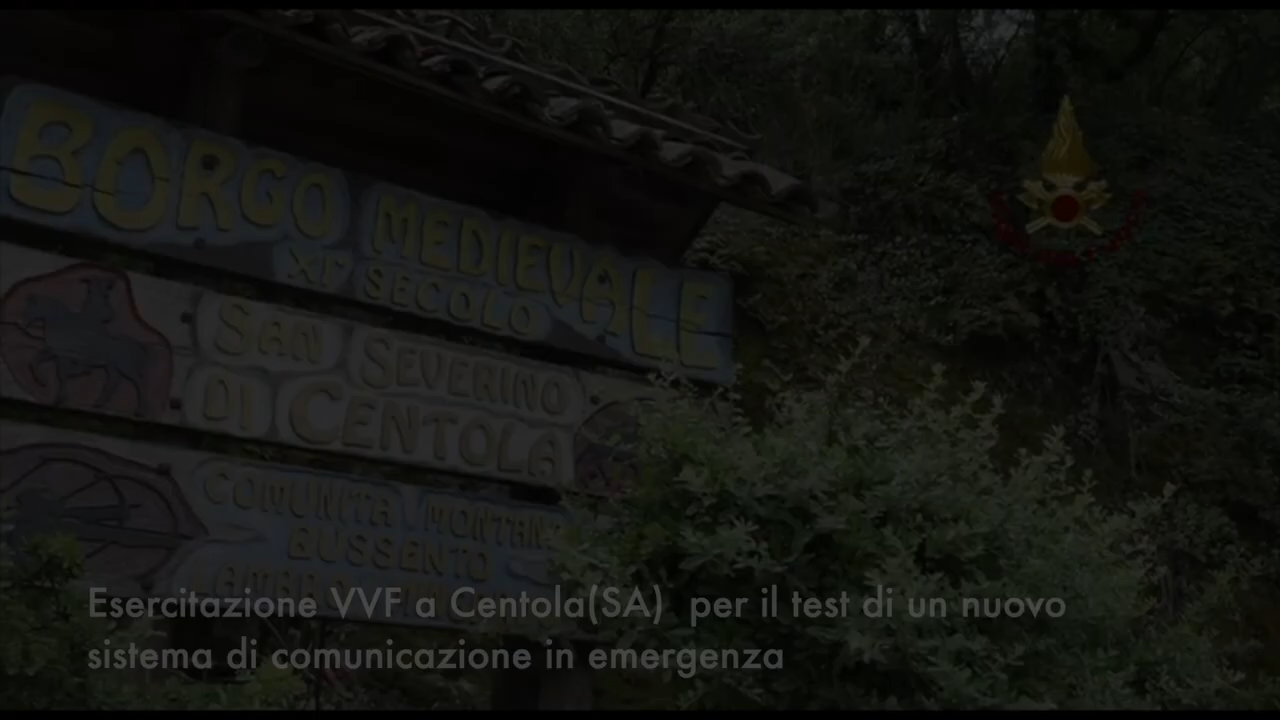 BORGO MEDIEVALE
XI° SECOLO
SAN SEVERINO
DI CENTOLA
COMUNITA MONTANA
BUSSENTO
Esercitazione VVF a Centola(SA) per il test di un nuovo
sistema di comunicazione in emergenza